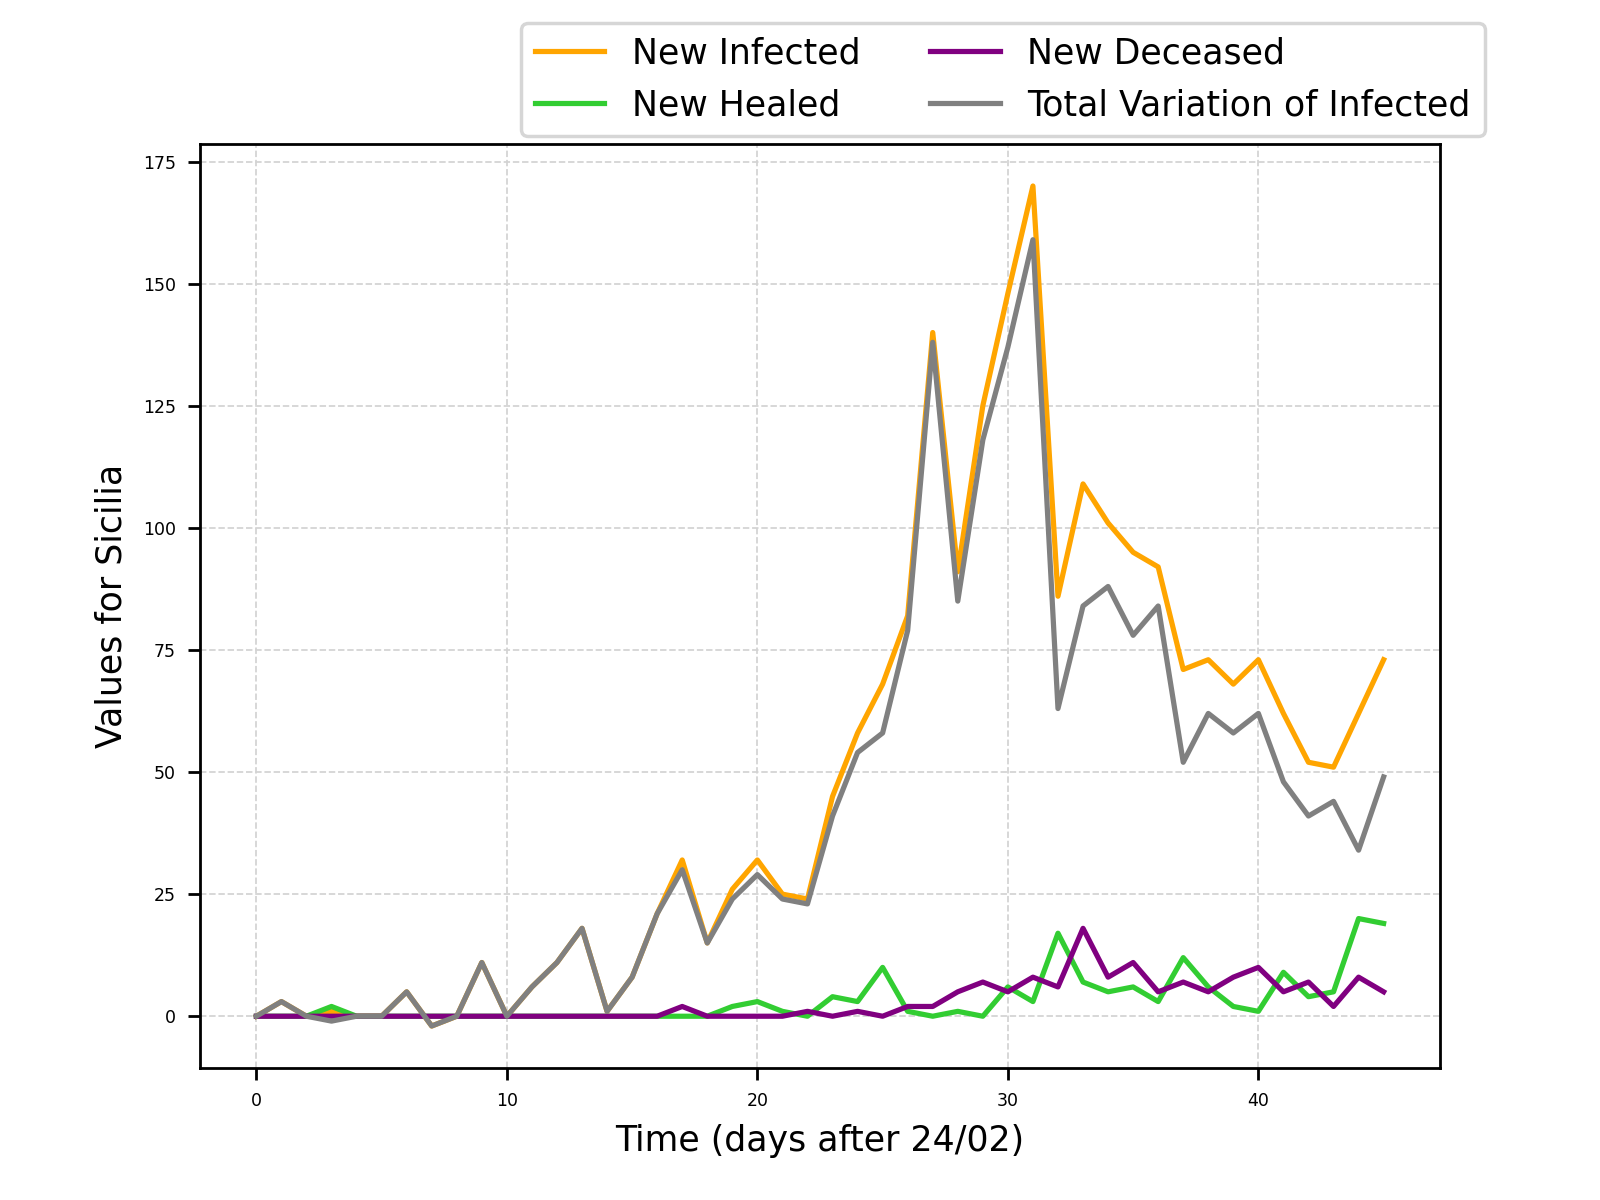 New Infected
New Healed
New Deceased
Total Variation of Infected
175
150
125
100
75
50
25
0
Values for Sicilia
0 10 20 30 40
Time (days after 24/02)